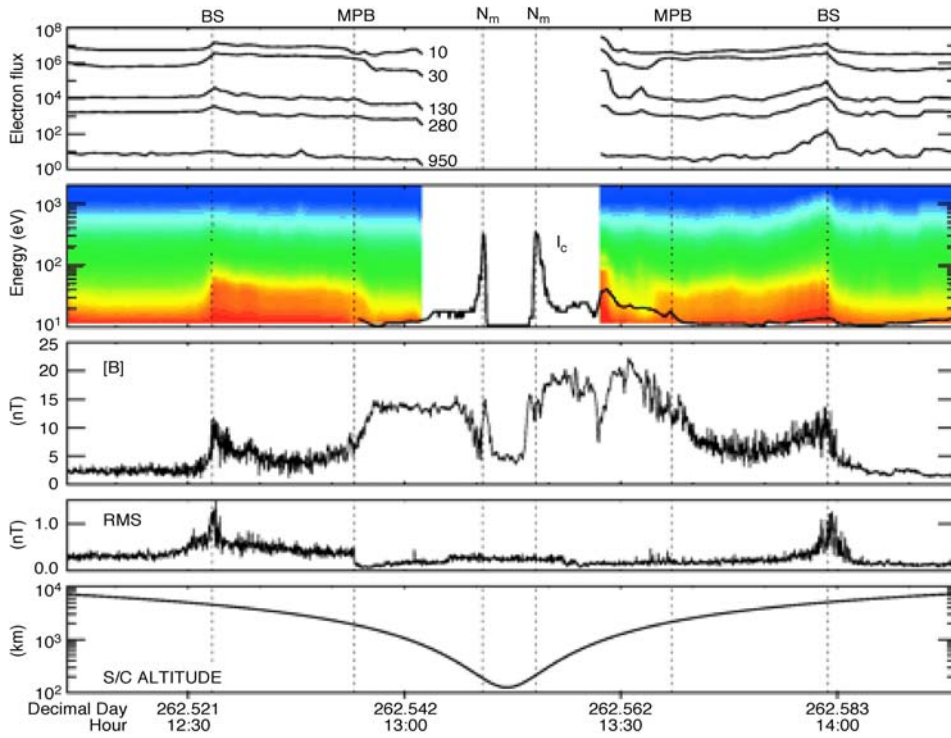 BS MPB Nm Nm MPB BS
10⁸
10⁶
10⁴
10²
10⁰
Electron flux
10
30
130
280
950
10³
10²
10¹
Energy (eV)
Ic
25
20
15
10
5
0
(nT)
[B]
1.0
0.0
(nT)
RMS
10⁴
10³
10²
(km)
S/C ALTITUDE
Decimal Day 262.521 262.542 262.562 262.583
Hour 12:30 13:00 13:30 14:00